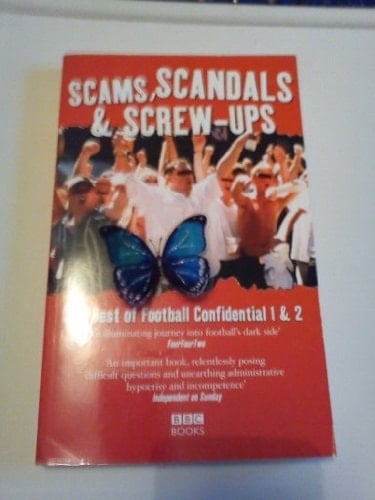 SCAMS, SCANDALS
& SCREW-UPS
Best of Football Confidential 1 & 2
illuminating journey into football's dark side'
FourFourTwo
An important book, relentlessly posing
difficult questions and unearthing administrative
hypocrisy and incompetence'
Independent on Sunday
BBC
BOOKS